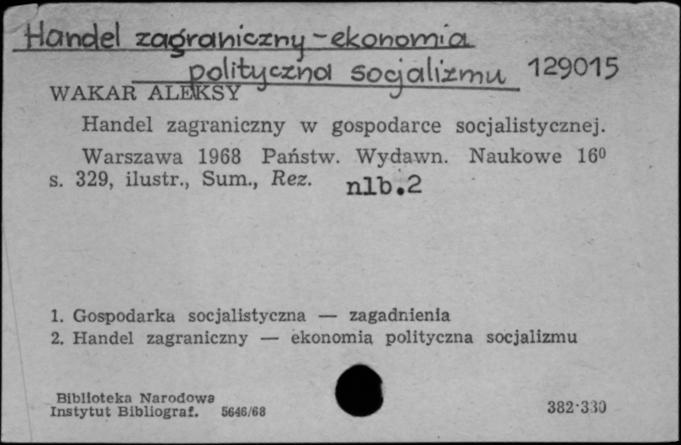 Handel zagraniczny - ekonomia
polityczna socjalizmu 129015
WAKAR ALEKSY
Handel zagraniczny w gospodarce socjalistycznej.
Warszawa 1968 Państw. Wydawn. Naukowe 16⁰
s. 329, ilustr., Sum., Rez. nlb.2
1. Gospodarka socjalistyczna — zagadnienia
2. Handel zagraniczny — ekonomia polityczna socjalizmu
Biblioteka Narodowa
Instytut Bibliograf. 5646/68 382·330